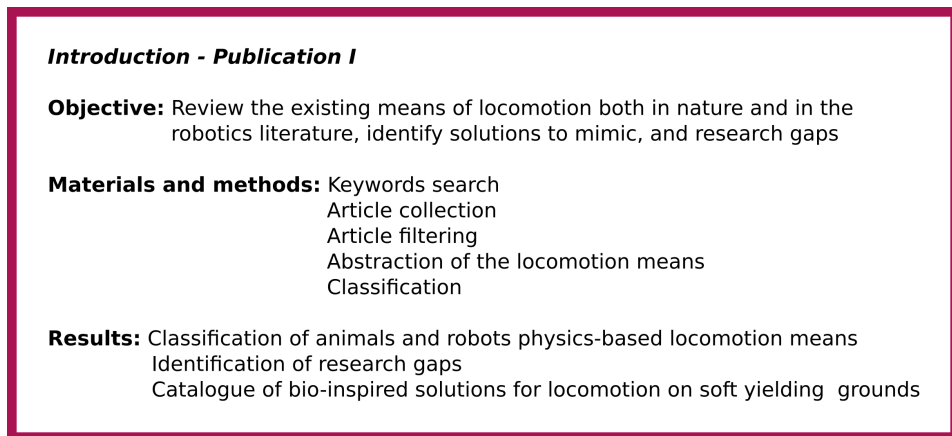 Introduction - Publication I
Objective: Review the existing means of locomotion both in nature and in the
robotics literature, identify solutions to mimic, and research gaps
Materials and methods: Keywords search
Article collection
Article filtering
Abstraction of the locomotion means
Classification
Results: Classification of animals and robots physics-based locomotion means
Identification of research gaps
Catalogue of bio-inspired solutions for locomotion on soft yielding  grounds